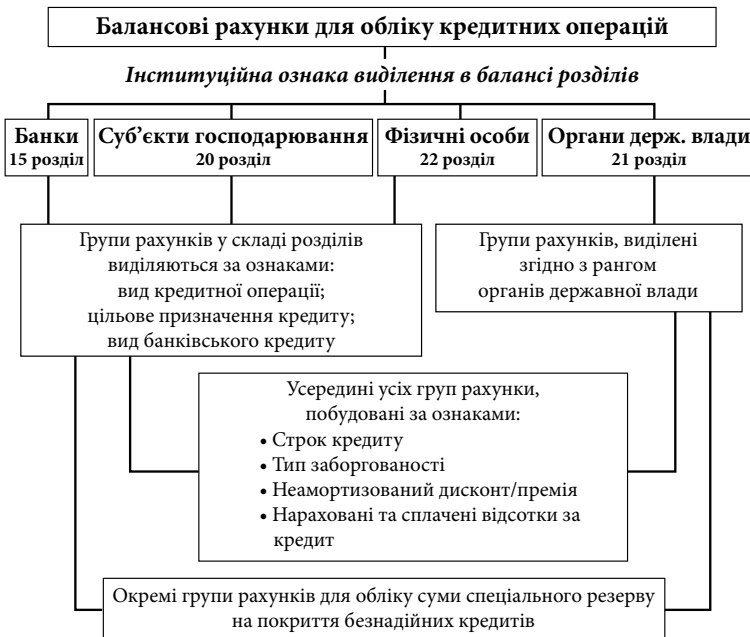 Балансові рахунки для обліку кредитних операцій
Інституційна ознака виділення в балансі розділів
Банки
15 розділ
Суб’єкти господарювання
20 розділ
Фізичні особи
22 розділ
Органи держ. влади
21 розділ
Групи рахунків у складі розділів
виділяються за ознаками:
вид кредитної операції;
цільове призначення кредиту;
вид банківського кредиту
Групи рахунків, виділені
згідно з рангом
органів державної влади
Усередині усіх груп рахунки,
побудовані за ознаками:
• Строк кредиту
• Тип заборгованості
• Неамортизований дисконт/премія
• Нараховані та сплачені відсотки за
кредит
Окремі групи рахунків для обліку суми спеціального резерву
на покриття безнадійних кредитів